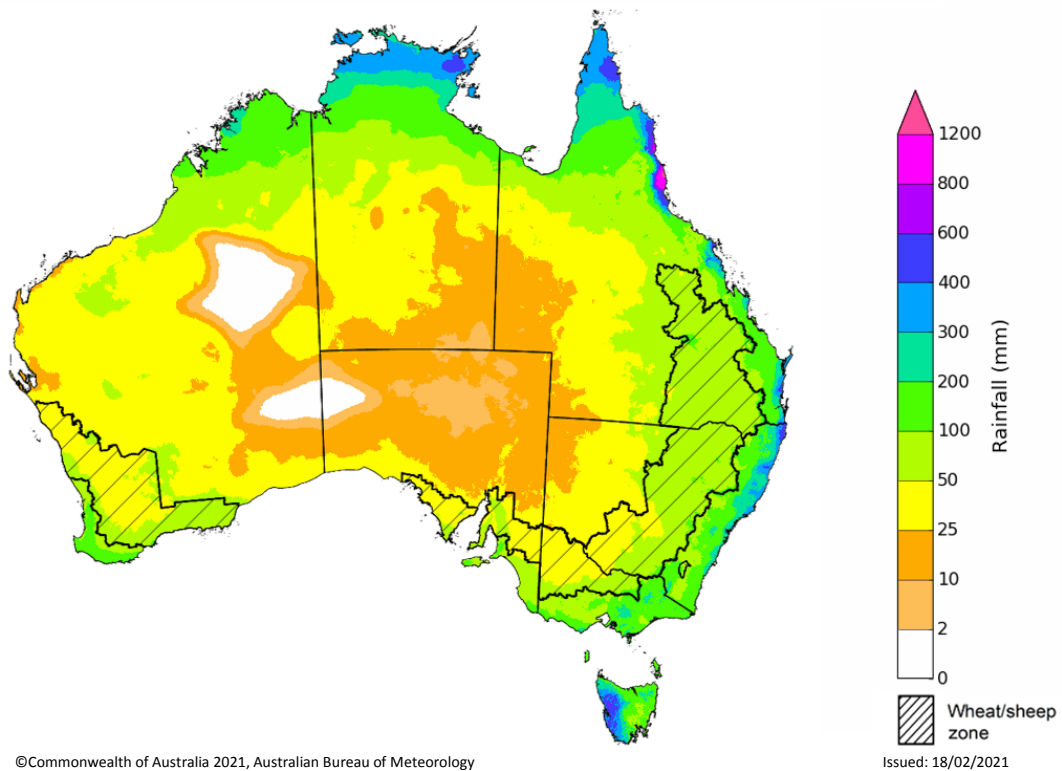 1200
800
600
400
300
200
100
50
25
10
2
0
Rainfall (mm)
Wheat/sheep
zone
©Commonwealth of Australia 2021, Australian Bureau of Meteorology
Issued: 18/02/2021